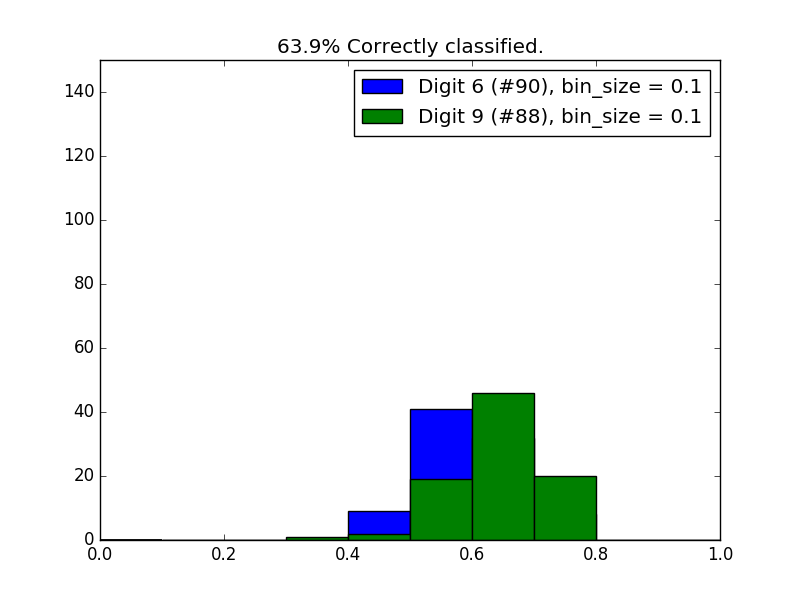 63.9% Correctly classified.
Digit 6 (#90), bin_size = 0.1
Digit 9 (#88), bin_size = 0.1
140
120
100
80
60
40
20
0
0.0 0.2 0.4 0.6 0.8 1.0